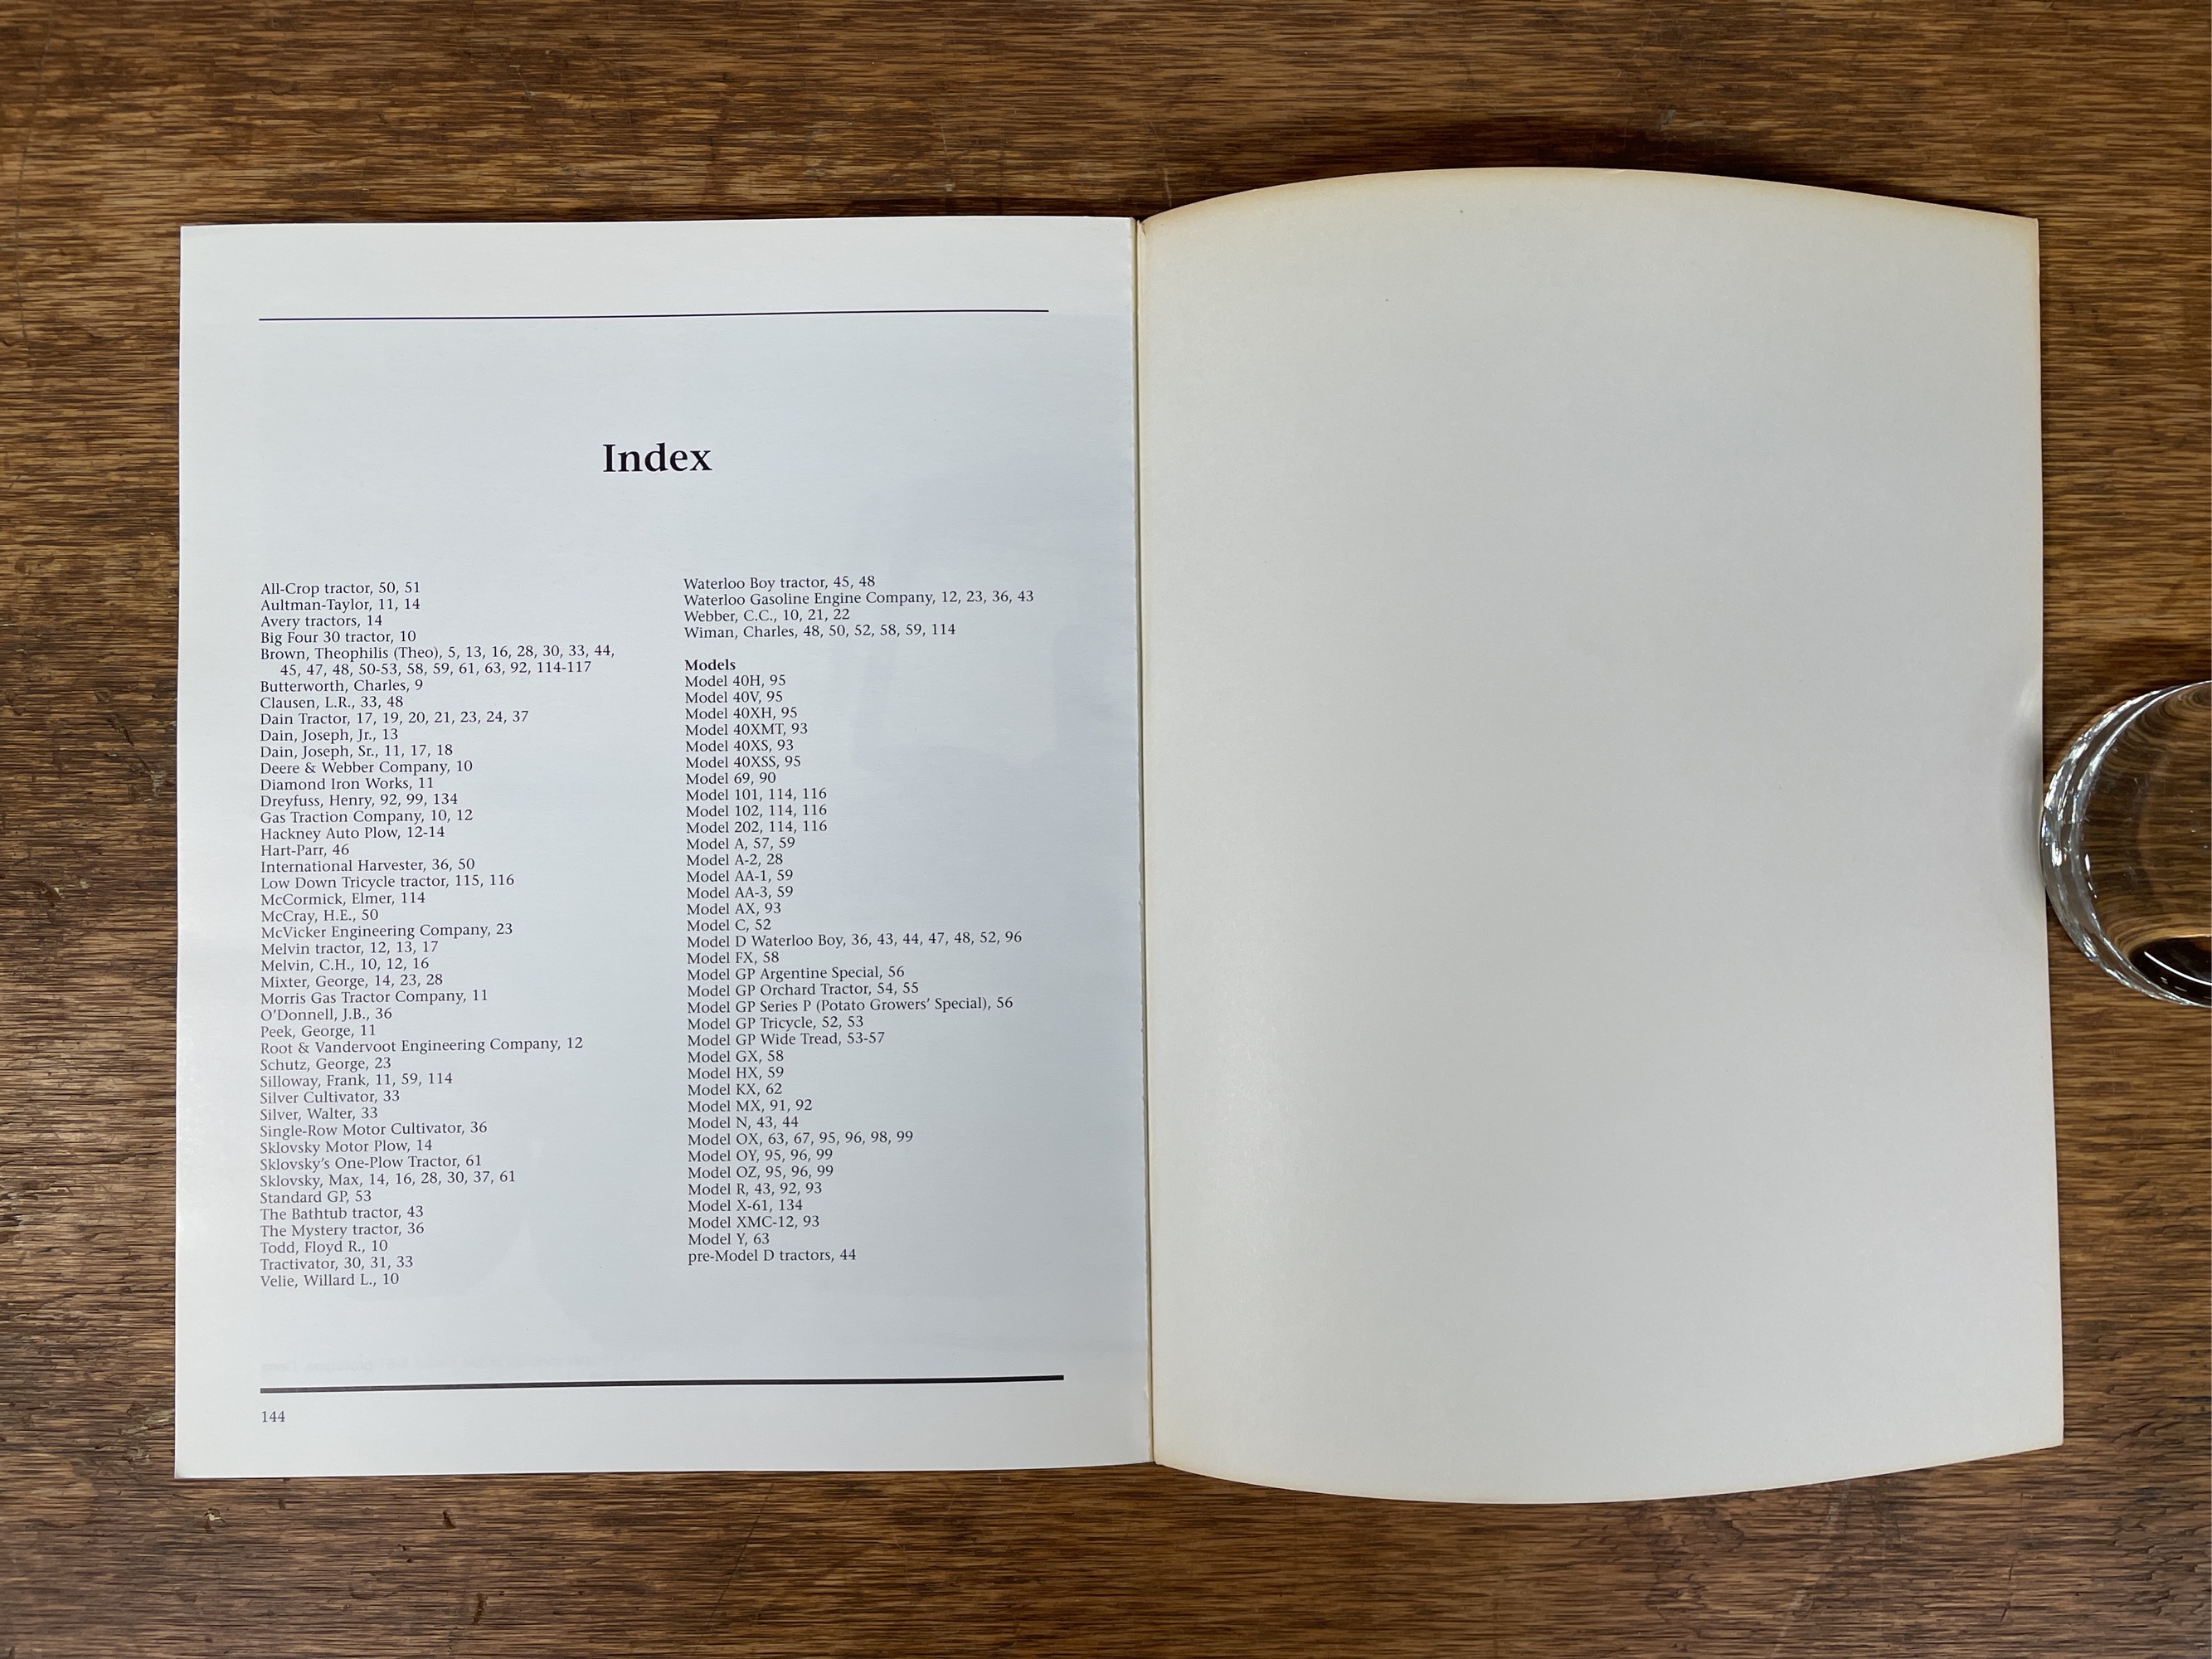 Index
All-Crop tractor, 50, 51
Aultman-Taylor, 11, 14
Avery tractors, 14
Big Four 30 tractor, 10
Brown, Theophilis (Theo), 5, 13, 16, 28, 30, 33, 44,
45, 47, 48, 50-53, 58, 59, 61, 63, 92, 114-117
Butterworth, Charles, 9
Clausen, L.R., 33, 48
Dain Tractor, 17, 19, 20, 21, 23, 24, 37
Dain, Joseph, Jr., 13
Dain, Joseph, Sr., 11, 17, 18
Deere & Webber Company, 10
Diamond Iron Works, 11
Dreyfuss, Henry, 92, 99, 134
Gas Traction Company, 10, 12
Hackney Auto Plow, 12-14
Hart-Parr, 46
International Harvester, 36, 50
Low Down Tricycle tractor, 115, 116
McCormick, Elmer, 114
McCray, H.E., 50
McVicker Engineering Company, 23
Melvin tractor, 12, 13, 17
Melvin, C.H., 10, 12, 16
Mixter, George, 14, 23, 28
Morris Gas Tractor Company, 11
O'Donnell, J.B., 36
Peek, George, 11
Root & Vandervoot Engineering Company, 12
Schutz, George, 23
Silloway, Frank, 11, 59, 114
Silver Cultivator, 33
Silver, Walter, 33
Single-Row Motor Cultivator, 36
Sklovsky Motor Plow, 14
Sklovsky's One-Plow Tractor, 61
Sklovsky, Max, 14, 16, 28, 30, 37, 61
Standard GP, 53
The Bathtub tractor, 43
The Mystery tractor, 36
Todd, Floyd R., 10
Tractivator, 30, 31, 33
Velie, Willard L., 10
Waterloo Boy tractor, 45, 48
Waterloo Gasoline Engine Company, 12, 23, 36, 43
Webber, C.C., 10, 21, 22
Wiman, Charles, 48, 50, 52, 58, 59, 114
Models
Model 40H, 95
Model 40V, 95
Model 40XH, 95
Model 40XMT, 93
Model 40XS, 93
Model 40XSS, 95
Model 69, 90
Model 101, 114, 116
Model 102, 114, 116
Model 202, 114, 116
Model A, 57, 59
Model A-2, 28
Model AA-1, 59
Model AA-3, 59
Model AX, 93
Model C, 52
Model D Waterloo Boy, 36, 43, 44, 47, 48, 52, 96
Model FX, 58
Model GP Argentine Special, 56
Model GP Orchard Tractor, 54, 55
Model GP Series P (Potato Growers' Special), 56
Model GP Tricycle, 52, 53
Model GP Wide Tread, 53-57
Model GX, 58
Model HX, 59
Model KX, 62
Model MX, 91, 92
Model N, 43, 44
Model OX, 63, 67, 95, 96, 98, 99
Model OY, 95, 96, 99
Model OZ, 95, 96, 99
Model R, 43, 92, 93
Model X-61, 134
Model XMC-12, 93
Model Y, 63
pre-Model D tractors, 44
144